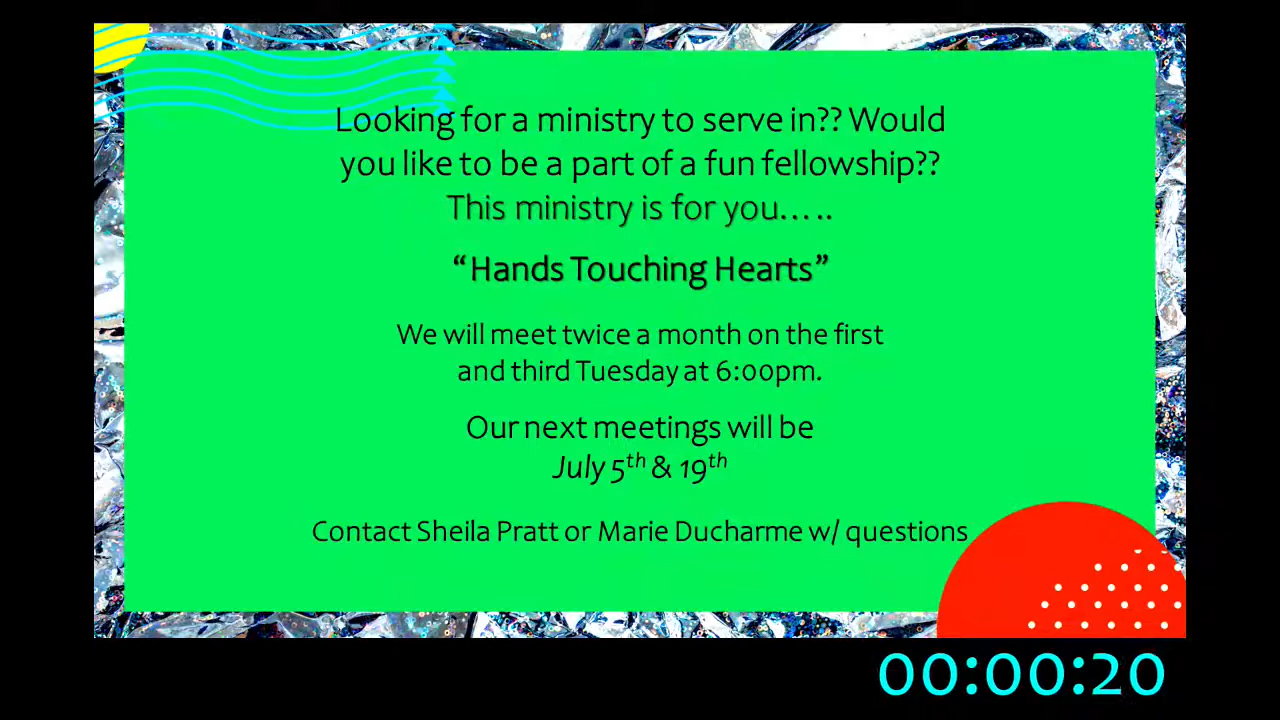 Looking for a ministry to serve in?? Would
you like to be a part of a fun fellowship??
This ministry is for you…..
“Hands Touching Hearts”
We will meet twice a month on the first
and third Tuesday at 6:00pm.
Our next meetings will be
July 5th & 19th
Contact Sheila Pratt or Marie Ducharme w/ questions
00:00:20